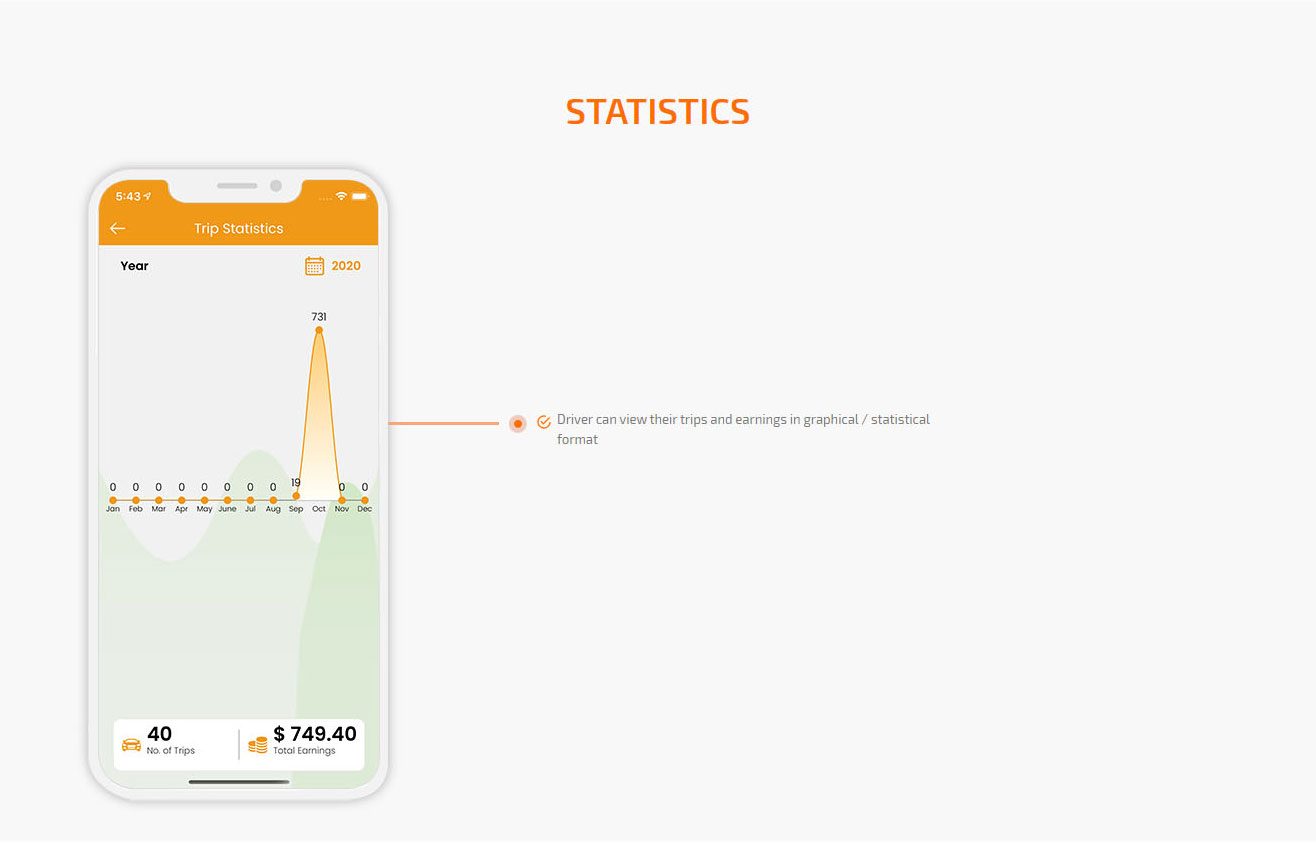 STATISTICS
5:43
Trip Statistics
Year 2020
731
0 0 0 0 0 0 0 0 19 0 0
Jan Feb Mar Apr May June Jul Aug Sep Oct Nov Dec
Driver can view their trips and earnings in graphical / statistical
format
40 $ 749.40
No. of Trips Total Earnings